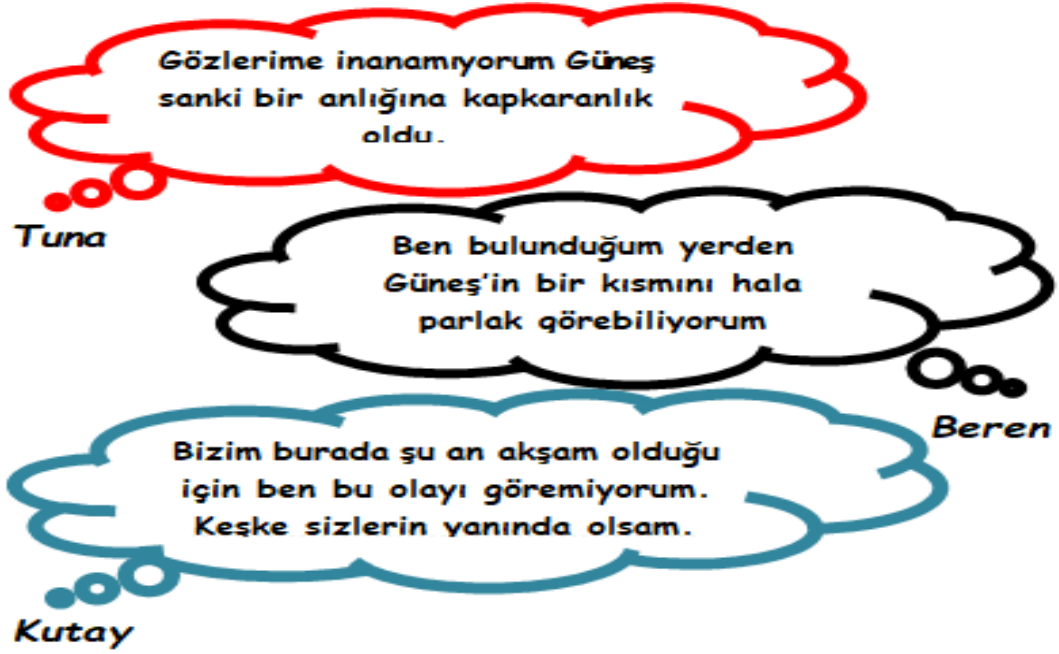 Gözlerime inanamıyorum Güneş
sanki bir anlığına kapkaranlık
oldu.
Tuna
Ben bulunduğum yerden
Güneş'in bir kısmını hala
parlak görebiliyorum
Beren
Bizim burada şu an akşam olduğu
için ben bu olayı göremiyorum.
Keşke sizlerin yanında olsam.
Kutay